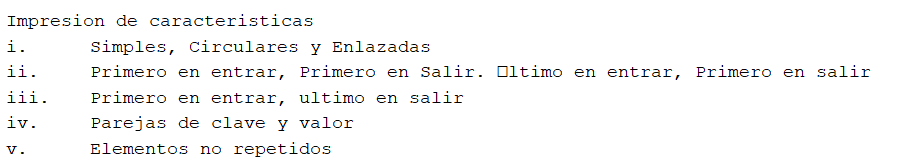 Impresion de caracteristicas
i. Simples, Circulares y Enlazadas
ii. Primero en entrar, Primero en Salir. □ltimo en entrar, Primero en salir
iii. Primero en entrar, ultimo en salir
iv. Parejas de clave y valor
v. Elementos no repetidos